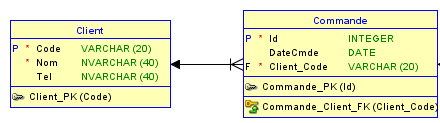 Client
P * Code VARCHAR (20)
* Nom NVARCHAR (40)
Tel NVARCHAR (40)
Client_PK (Code)
Commande
P * Id INTEGER
DateCmde DATE
F * Client_Code VARCHAR (20)
Commande_PK (Id)
Commande_Client_FK (Client_Code)